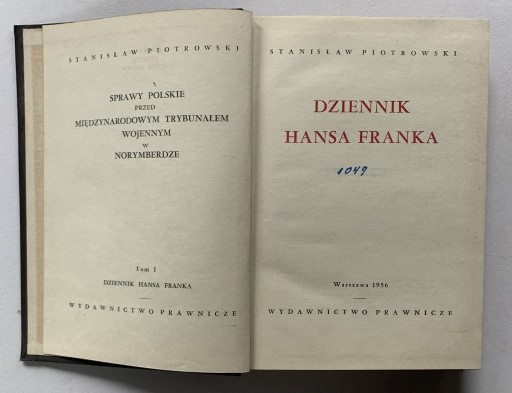 STANISŁAW PIOTROWSKI
SPRAWY POLSKIE
PRZED
MIĘDZYNARODOWYM TRYBUNAŁEM
WOJENNYM
W
NORYMBERDZE
Tom I
DZIENNIK HANSA FRANKA
WYDAWNICTWO PRAWNICZE
STANISŁAW PIOTROWSKI
DZIENNIK
HANSA FRANKA
1049
Warszawa 1956
WYDAWNICTWO PRAWNICZE